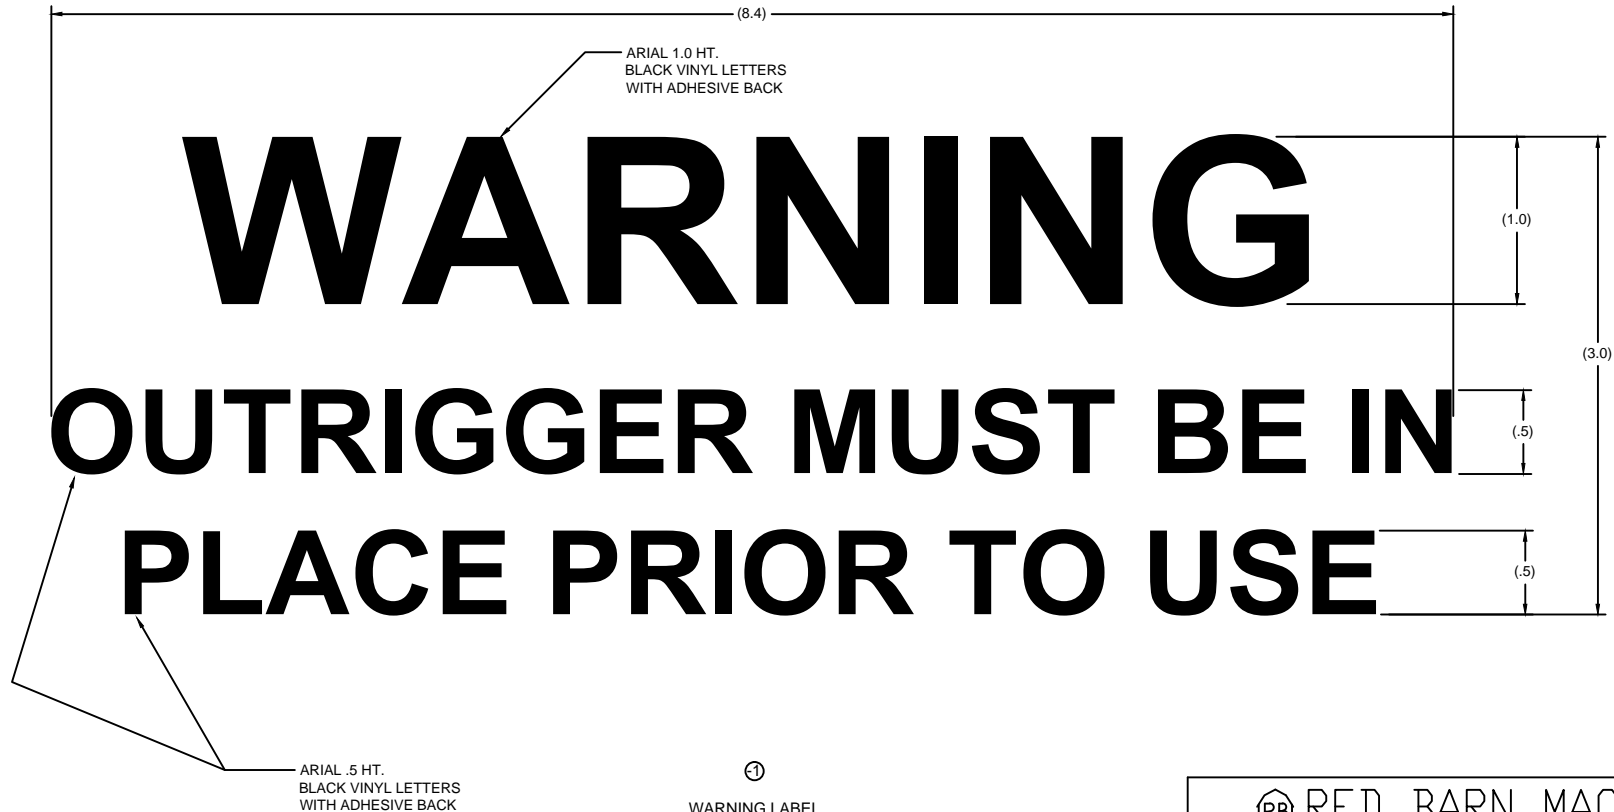 (8.4)
ARIAL 1.0 HT.
BLACK VINYL LETTERS
WITH ADHESIVE BACK
WARNING
(1.0)
(3.0)
OUTRIGGER MUST BE IN
(.5)
PLACE PRIOR TO USE
(.5)
ARIAL .5 HT.
BLACK VINYL LETTERS
WITH ADHESIVE BACK
-1
WARNING LABEL
RB RED BARN MAC